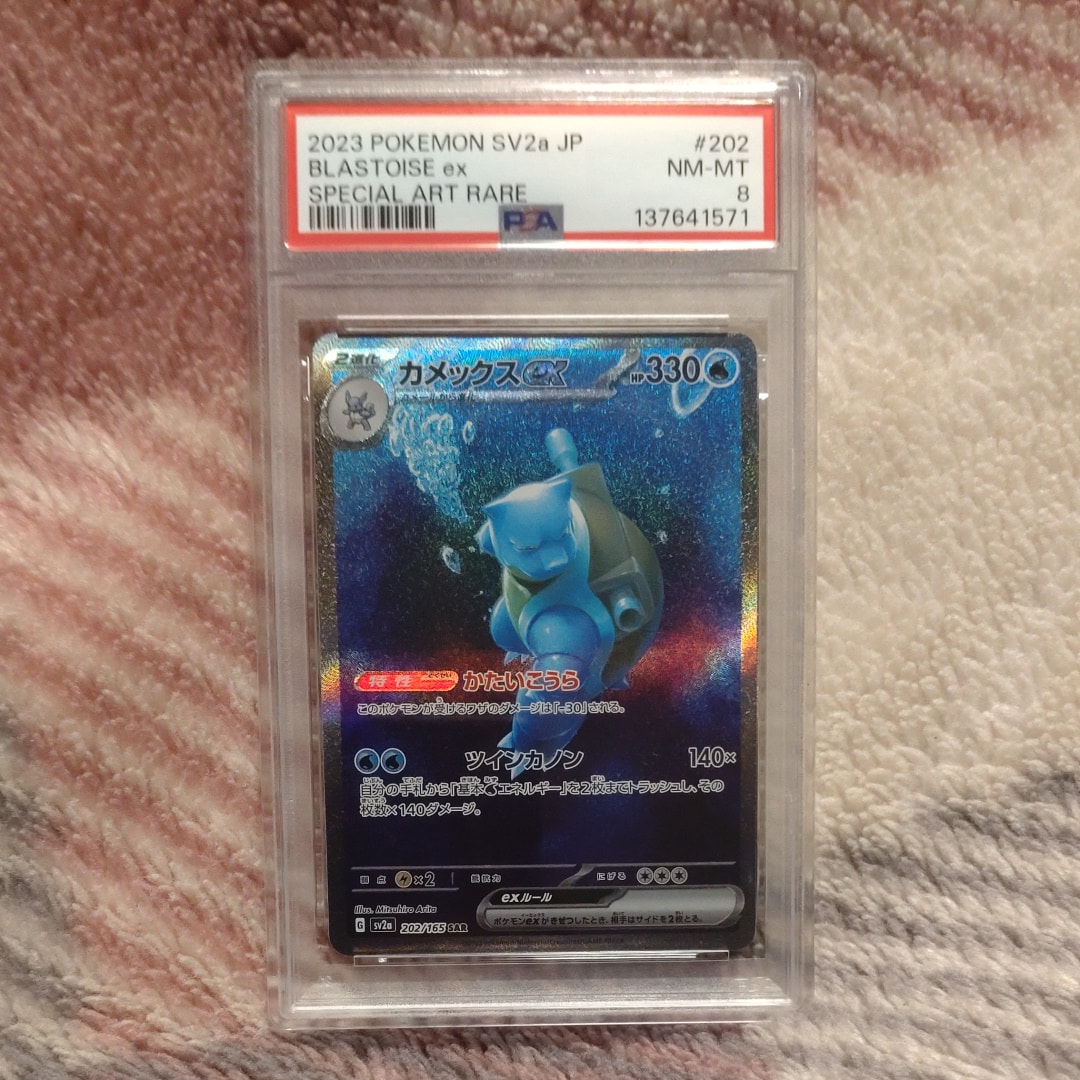 2023 POKEMON SV2a JP #202
BLASTOISE ex NM-MT
SPECIAL ART RARE 8
PSA 137641571
2進化 カメックスex HP330
特性 とくせい かたいこうら
このポケモンが受けるワザのダメージは「-30」される。
ツインカノン 140×
自分の手札から「基本エネルギー」を2枚までトラッシュし、その
枚数×140ダメージ。
弱点 ×2 抵抗力 にげる
exルール
ポケモンexがきぜつしたとき、相手はサイドを2枚とる。
Illus. Mitsuhiro Arita
G sv2a 202/165 SAR